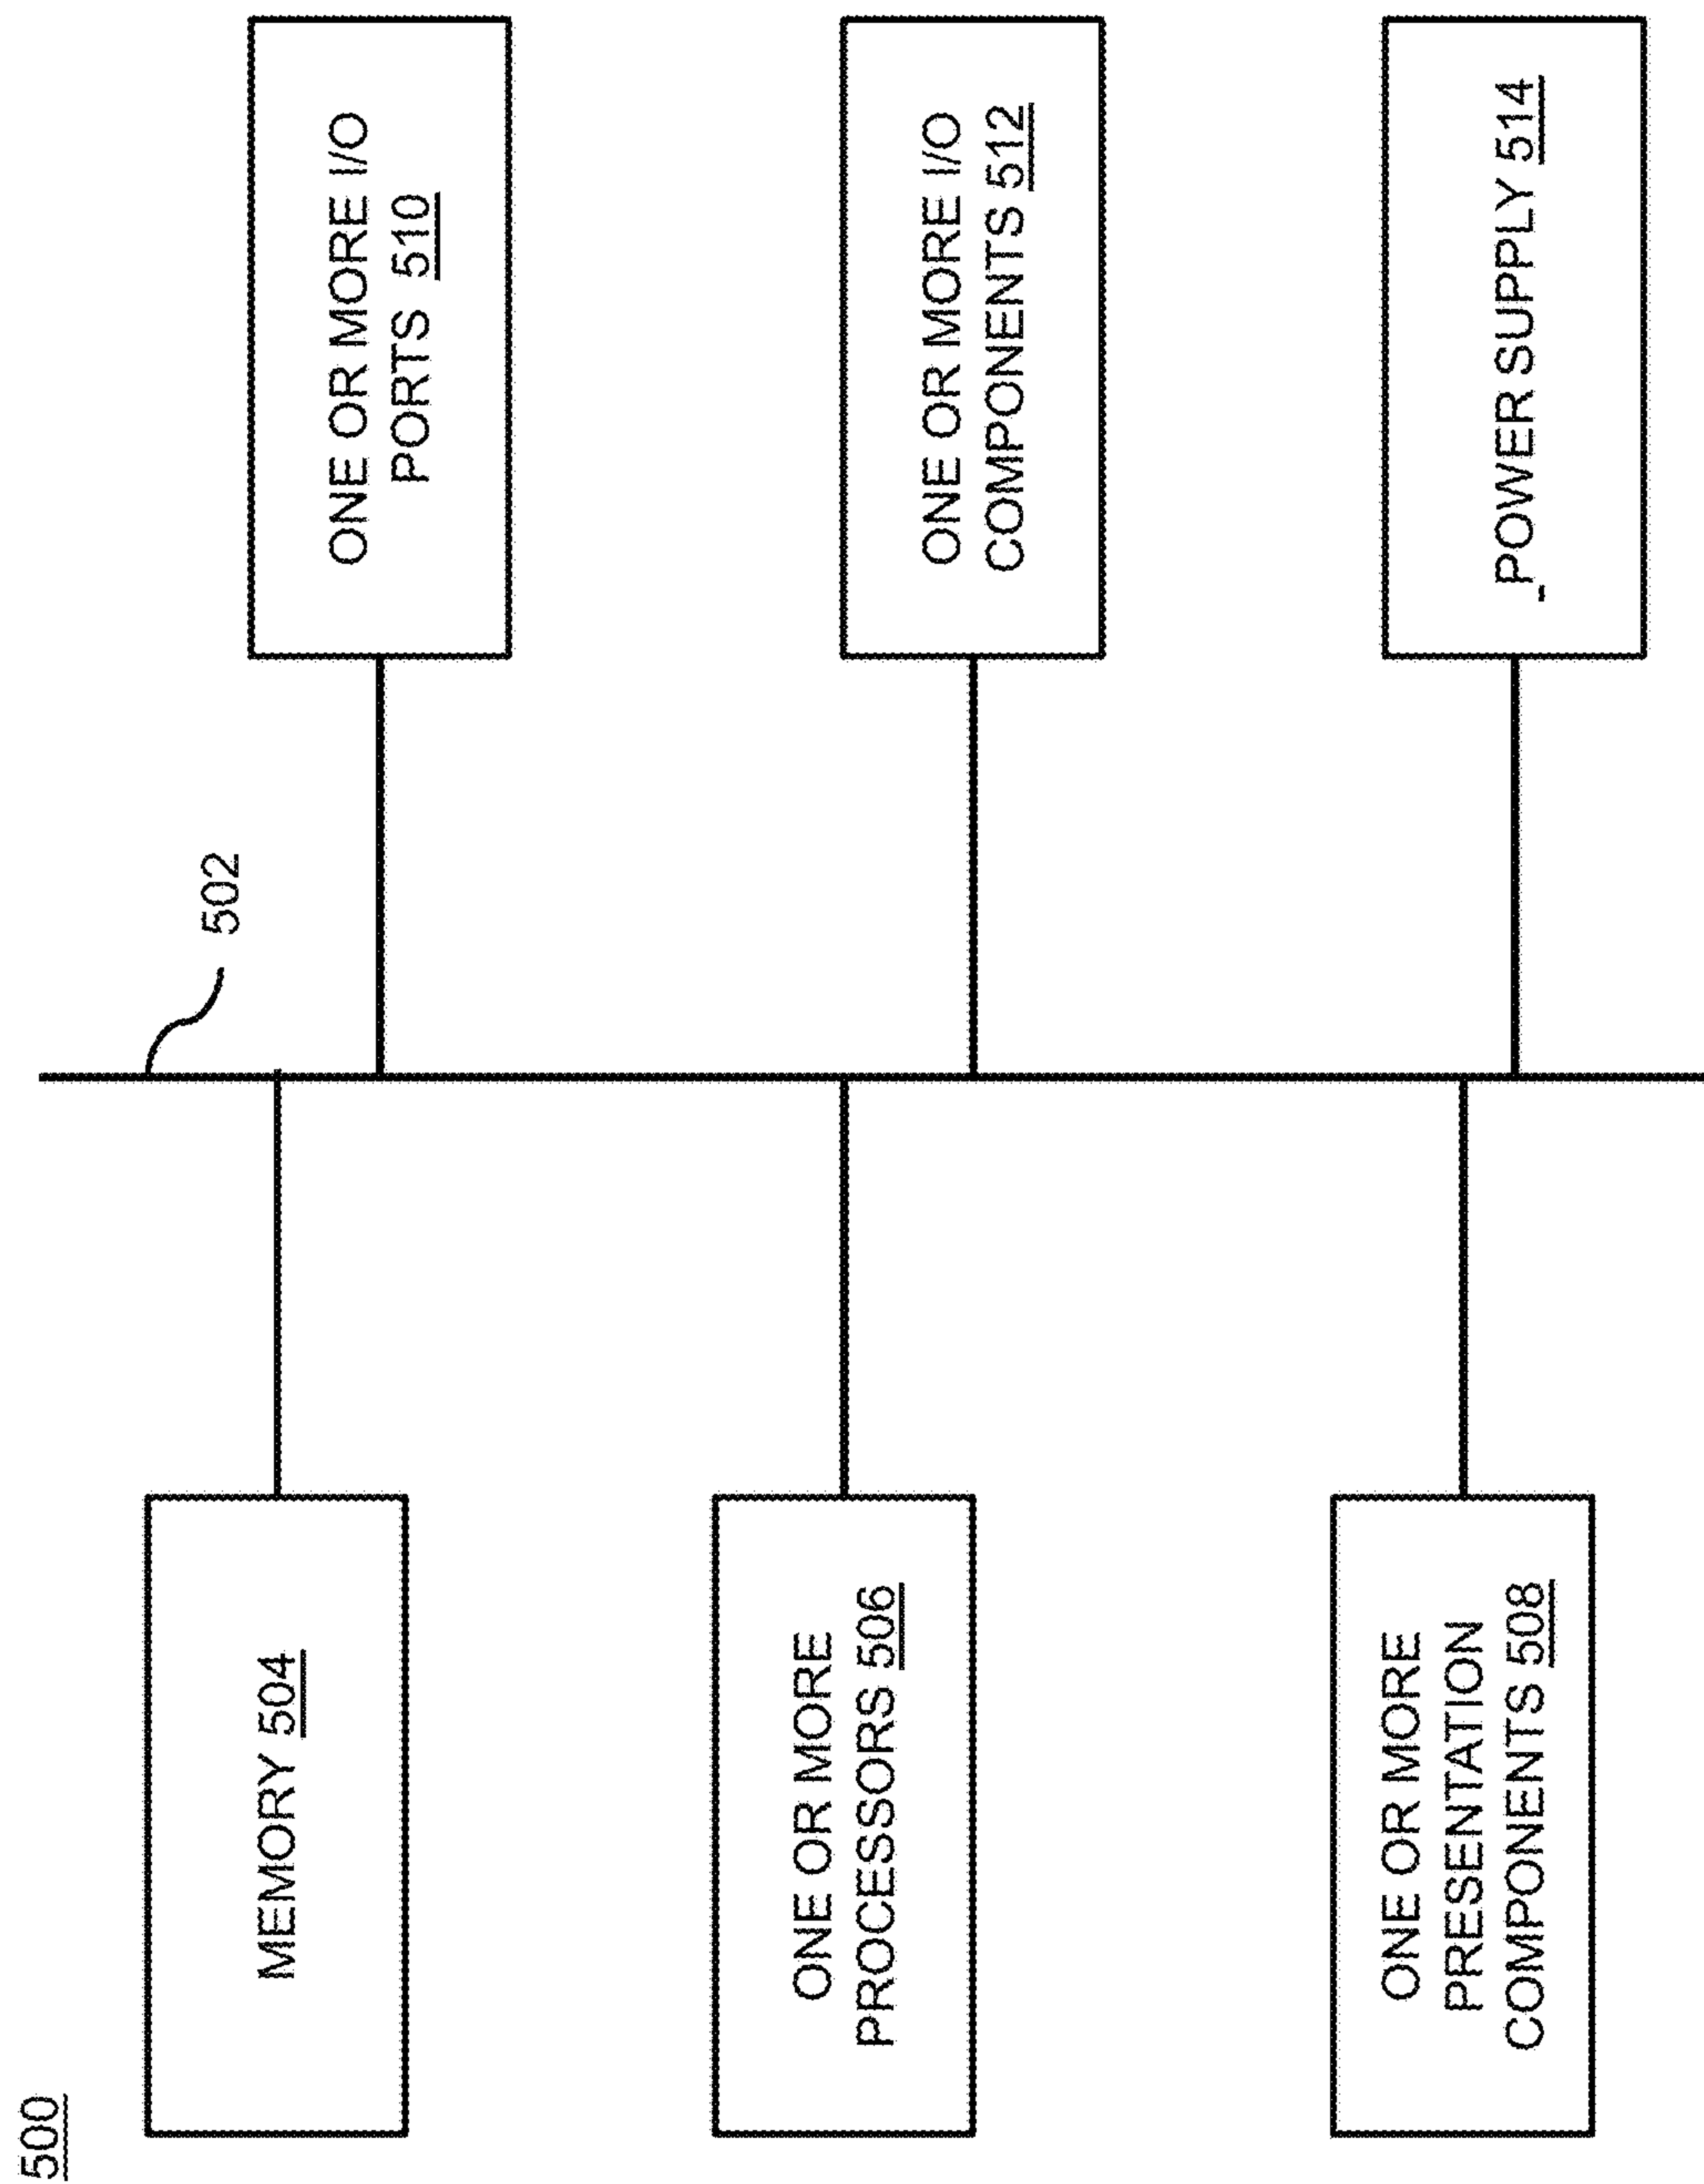 500
502
MEMORY 504
ONE OR MORE
PROCESSORS 506
ONE OR MORE
PRESENTATION
COMPONENTS 508
ONE OR MORE I/O
PORTS 510
ONE OR MORE I/O
COMPONENTS 512
POWER SUPPLY 514